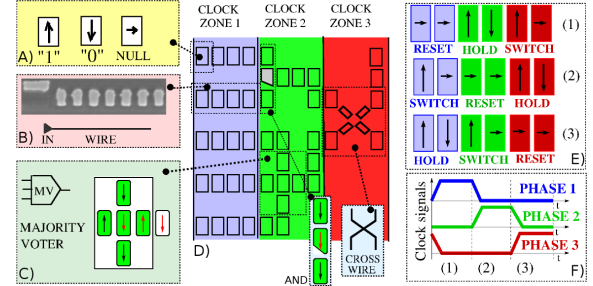 "1" "0" NULL
A)
B)
IN WIRE
MV
MAJORITY
VOTER
C)
CLOCK
ZONE 1
CLOCK
ZONE 2
CLOCK
ZONE 3
D)
AND
CROSS
WIRE
(1)
RESET HOLD SWITCH
(2)
SWITCH RESET HOLD
(3)
HOLD SWITCH RESET
E)
Clock signals
PHASE 1
t
PHASE 2
t
PHASE 3
t
(1) (2) (3)
F)